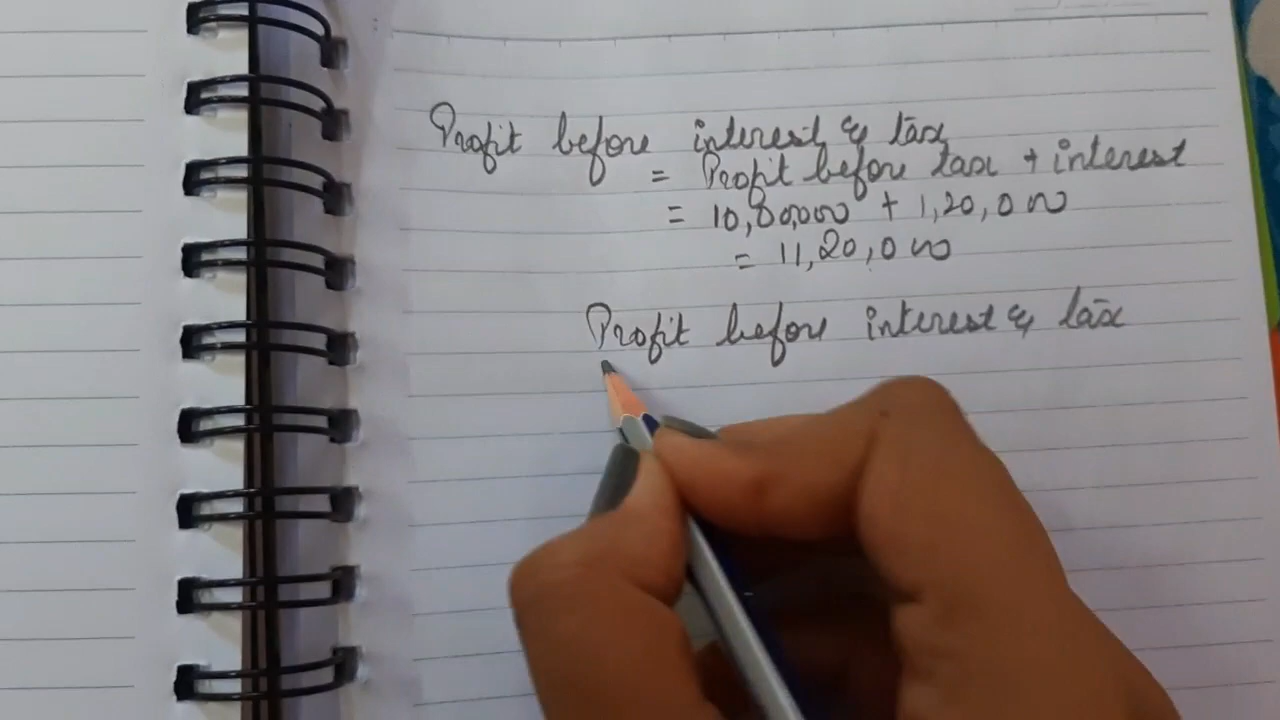 Profit before interest & tax
= Profit before tax + interest
= 10,00,000 + 1,20,000
= 11,20,000
Profit before interest & tax